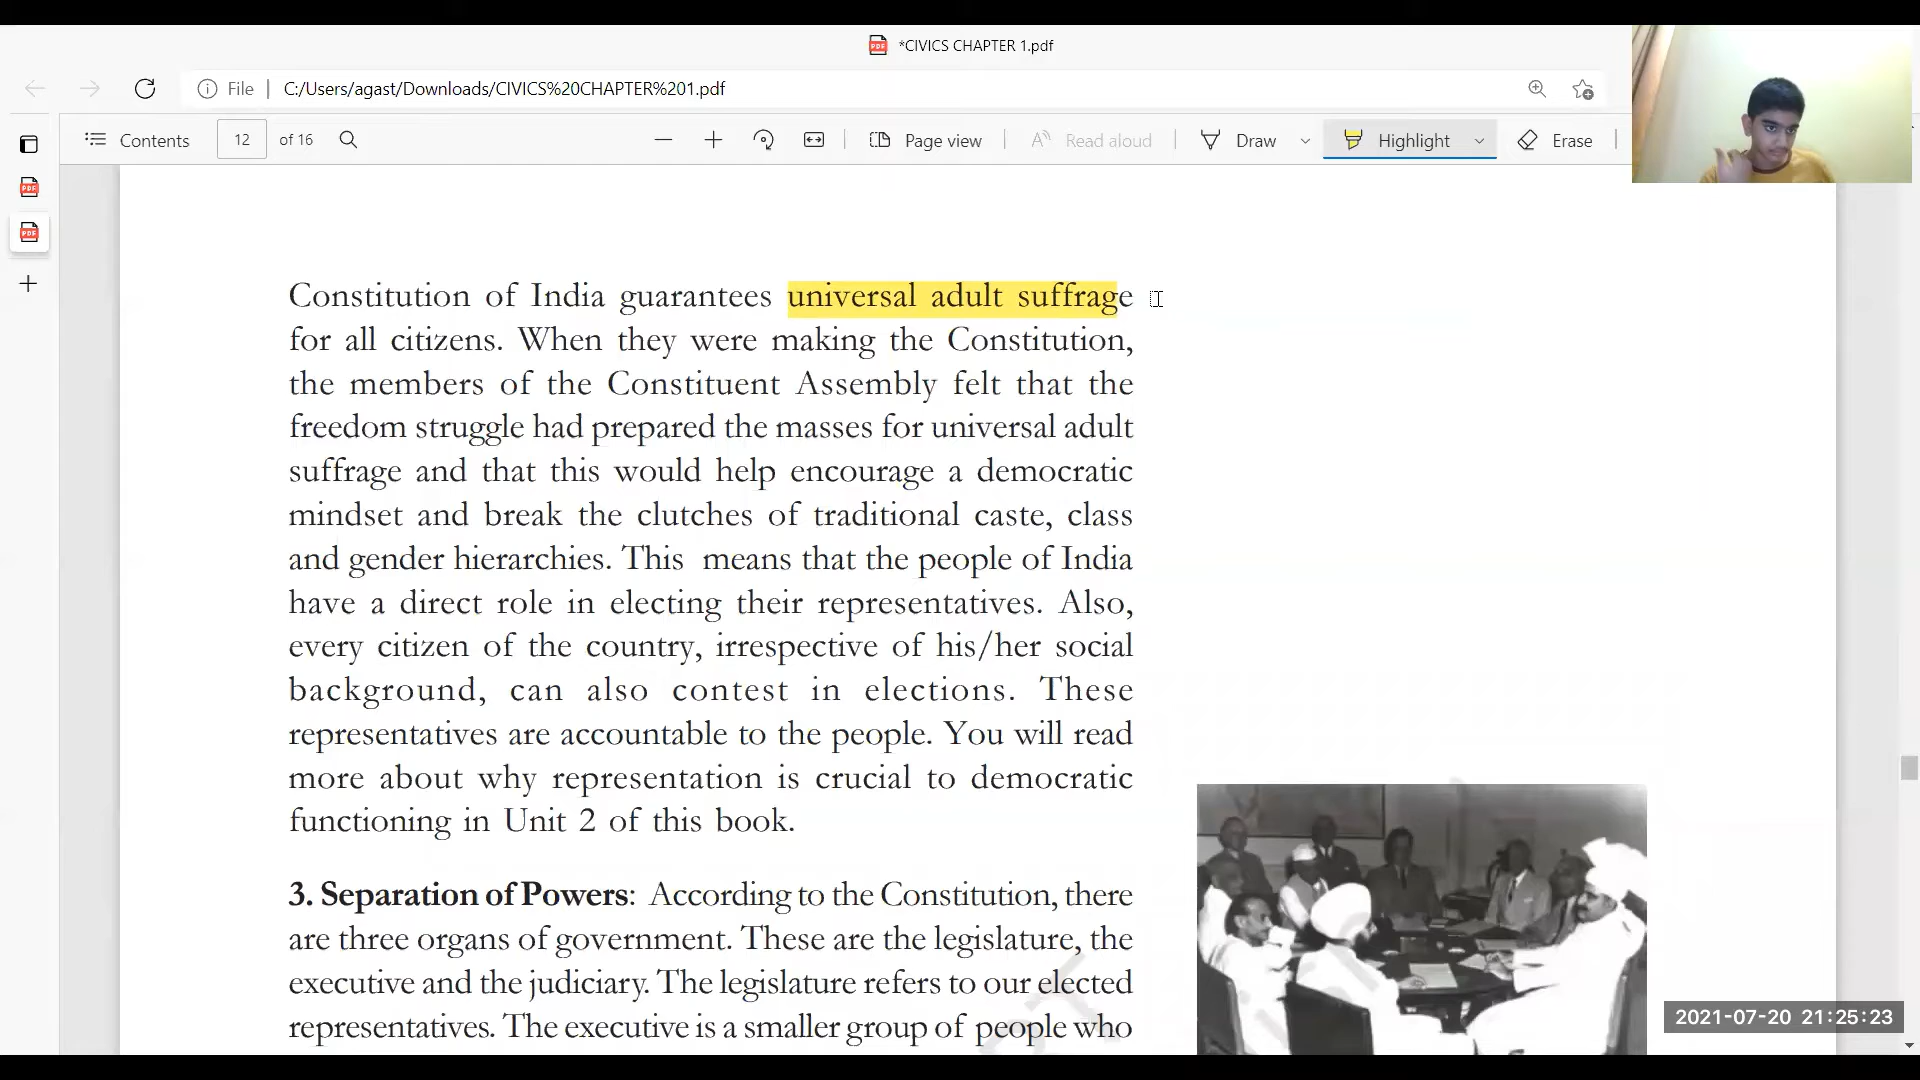 *CIVICS CHAPTER 1.pdf
File | C:/Users/agast/Downloads/CIVICS%20CHAPTER%201.pdf
Contents 12 of 16 Page view Read aloud Draw Highlight Erase
Constitution of India guarantees universal adult suffrage
for all citizens. When they were making the Constitution,
the members of the Constituent Assembly felt that the
freedom struggle had prepared the masses for universal adult
suffrage and that this would help encourage a democratic
mindset and break the clutches of traditional caste, class
and gender hierarchies. This means that the people of India
have a direct role in electing their representatives. Also,
every citizen of the country, irrespective of his/her social
background, can also contest in elections. These
representatives are accountable to the people. You will read
more about why representation is crucial to democratic
functioning in Unit 2 of this book.
3. Separation of Powers: According to the Constitution, there
are three organs of government. These are the legislature, the
executive and the judiciary. The legislature refers to our elected
representatives. The executive is a smaller group of people who
2021-07-20 21:25:23